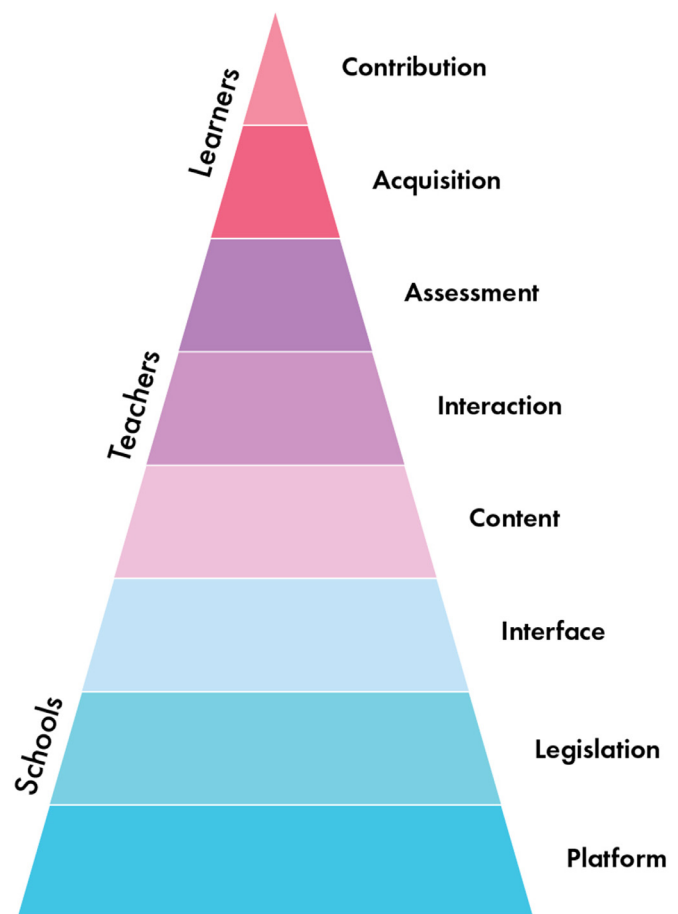 Learners
Contribution
Acquisition
Teachers
Assessment
Interaction
Content
Schools
Interface
Legislation
Platform